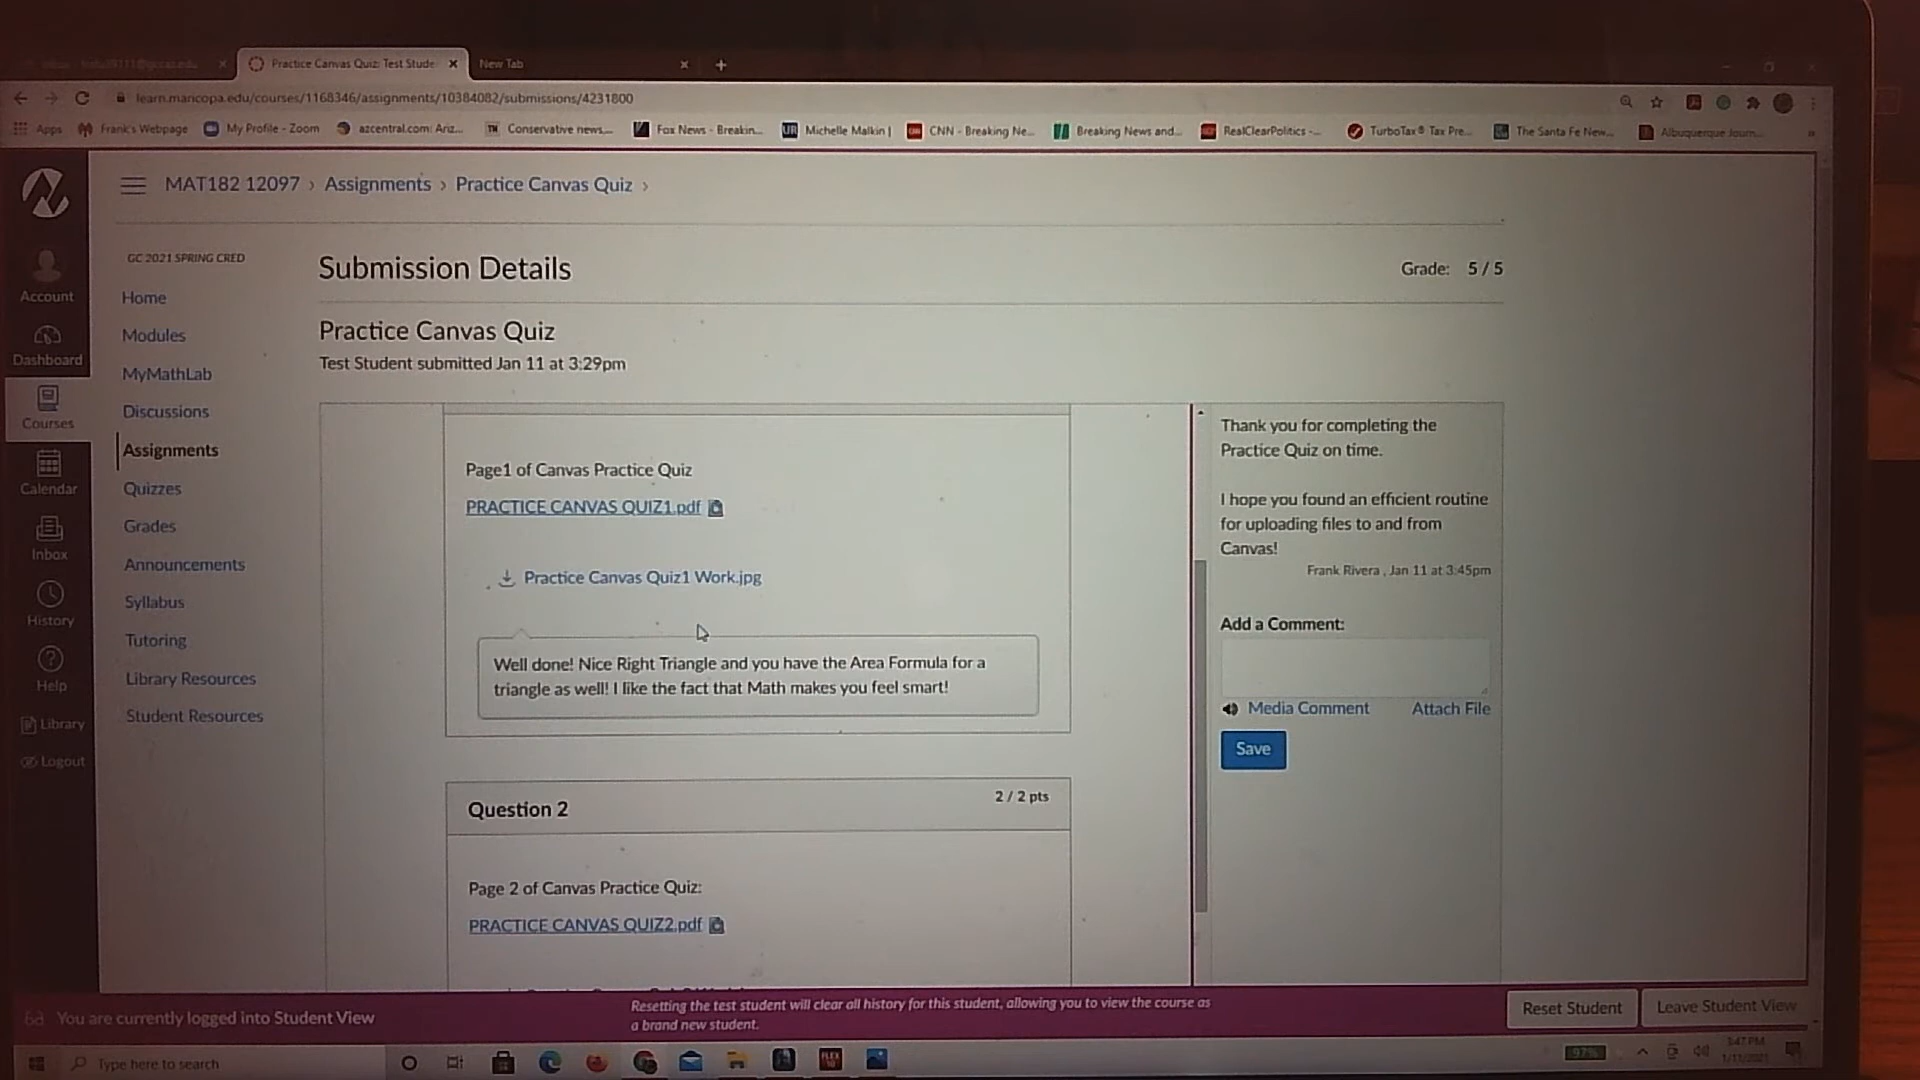 Practice Canvas Quiz: Test Stude
New Tab
learn.maricopa.edu/courses/1168346/assignments/10384082/submissions/4231800
Apps
Frank's Webpage
My Profile - Zoom
azcentral.com: Ariz...
Conservative news,...
Fox News - Breakin...
Michelle Malkin |
CNN - Breaking Ne...
Breaking News and...
RealClearPolitics -...
TurboTax® Tax Pre...
The Santa Fe New...
Albuquerque Journ...
MAT182 12097 › Assignments › Practice Canvas Quiz ›
Account
Dashboard
Courses
Calendar
Inbox
History
Help
Library
Logout
GC 2021 SPRING CRED
Home
Modules
MyMathLab
Discussions
Assignments
Quizzes
Grades
Announcements
Syllabus
Tutoring
Library Resources
Student Resources
Submission Details
Grade: 5 / 5
Practice Canvas Quiz
Test Student submitted Jan 11 at 3:29pm
Page1 of Canvas Practice Quiz
PRACTICE CANVAS QUIZ1.pdf
Practice Canvas Quiz1 Work.jpg
Well done! Nice Right Triangle and you have the Area Formula for a
triangle as well! I like the fact that Math makes you feel smart!
Question 2
2 / 2 pts
Page 2 of Canvas Practice Quiz:
PRACTICE CANVAS QUIZ2.pdf
Thank you for completing the
Practice Quiz on time.
I hope you found an efficient routine
for uploading files to and from
Canvas!
Frank Rivera , Jan 11 at 3:45pm
Add a Comment:
Media Comment
Attach File
Save
You are currently logged into Student View
Resetting the test student will clear all history for this student, allowing you to view the course as
a brand new student.
Reset Student
Leave Student View
Type here to search
97%